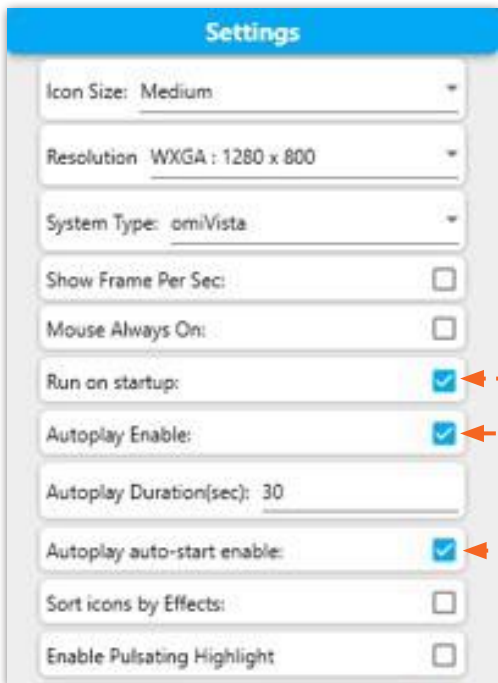 Settings
Icon Size: Medium
Resolution WXGA : 1280 x 800
System Type: omiVista
Show Frame Per Sec:
Mouse Always On:
Run on startup:
Autoplay Enable:
Autoplay Duration(sec): 30
Autoplay auto-start enable:
Sort icons by Effects:
Enable Pulsating Highlight